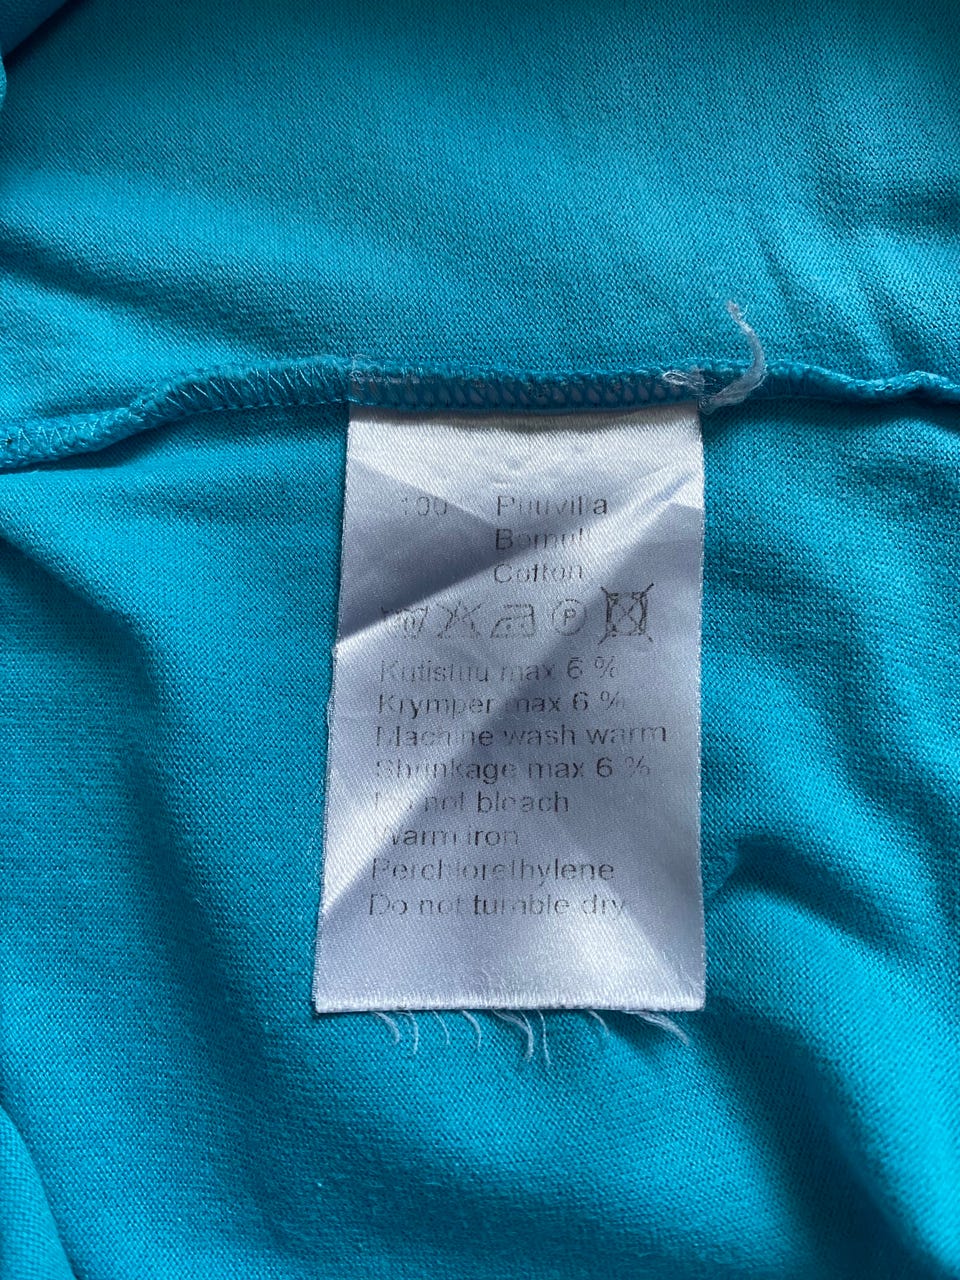 100 Puuvilla
Bomull
Cotton
P
Kutistuu max 6 %
Krymper max 6 %
Machine wash warm
Shrinkage max 6 %
Do not bleach
Warm iron
Perchlorethylene
Do not tumble dry